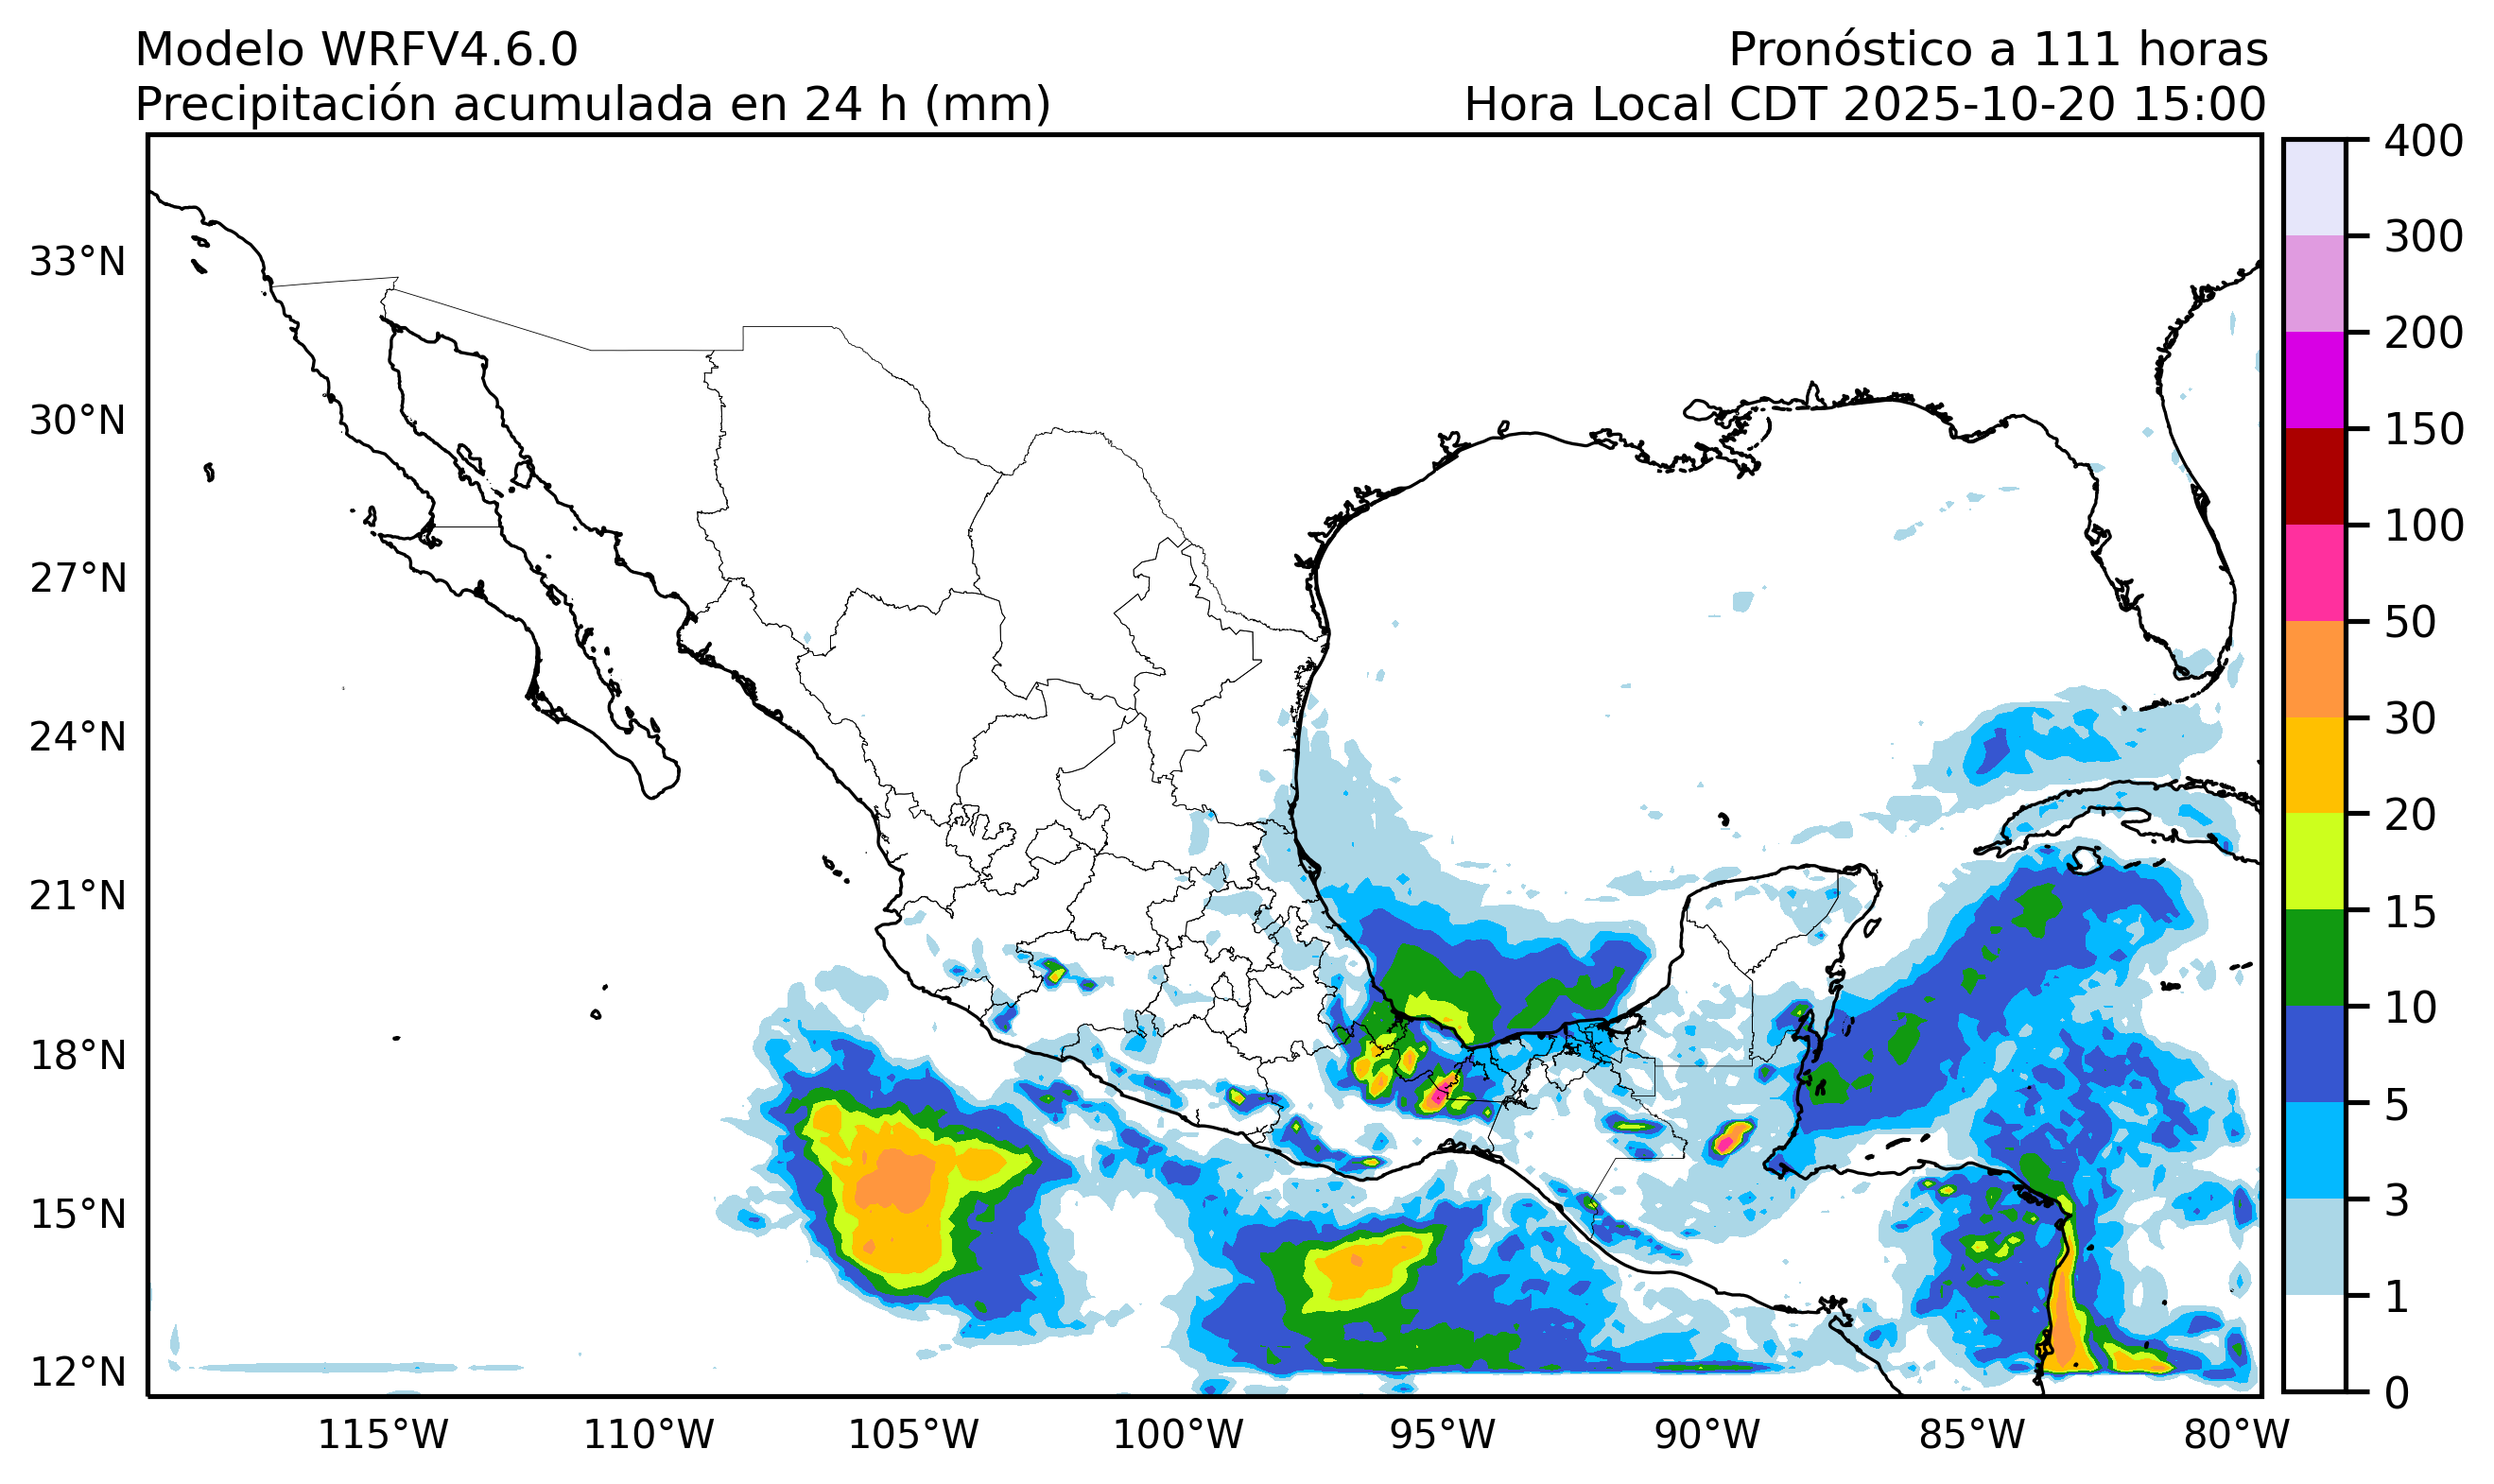 Modelo WRFV4.6.0
Pronóstico a 111 horas
Precipitación acumulada en 24 h (mm)
Hora Local CDT 2025-10-20 15:00
33°N
30°N
27°N
24°N
21°N
18°N
15°N
12°N
115°W
110°W
105°W
100°W
95°W
90°W
85°W
80°W
400
300
200
150
100
50
30
20
15
10
5
3
1
0